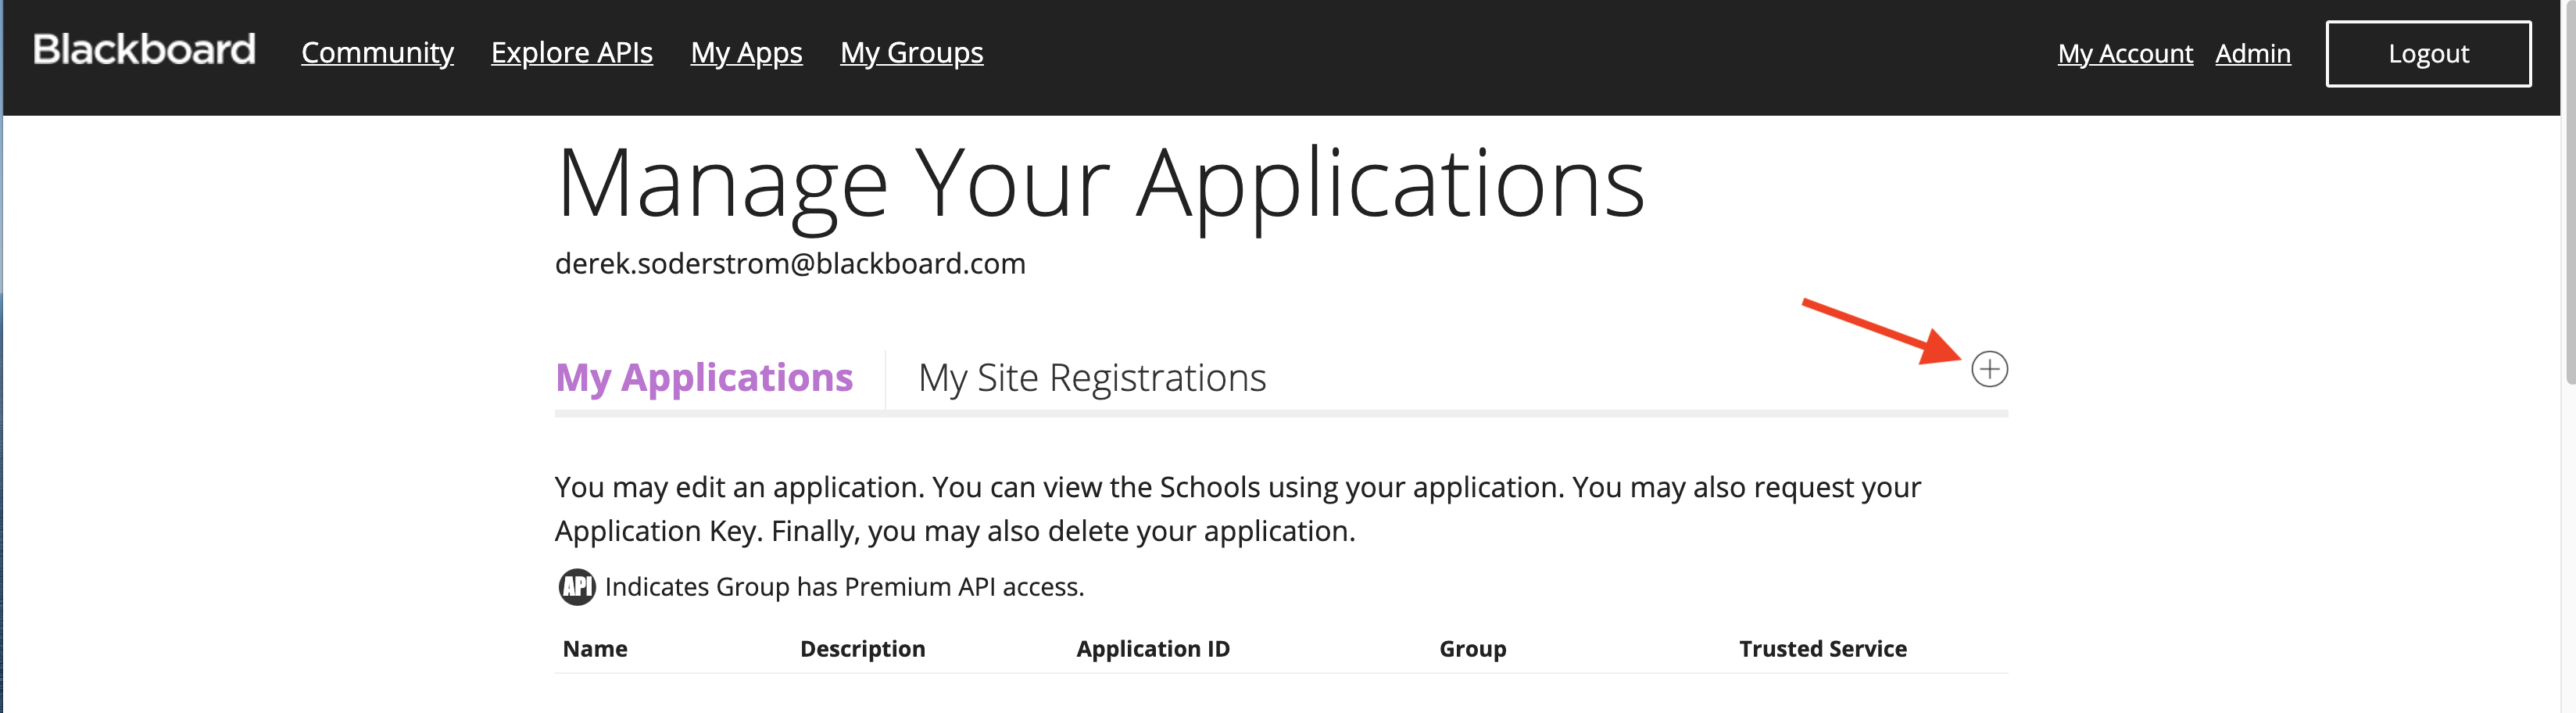 Blackboard Community Explore APIs My Apps My Groups My Account Admin Logout
Manage Your Applications
derek.soderstrom@blackboard.com
My Applications My Site Registrations
You may edit an application. You can view the Schools using your application. You may also request your
Application Key. Finally, you may also delete your application.
API Indicates Group has Premium API access.
Name Description Application ID Group Trusted Service